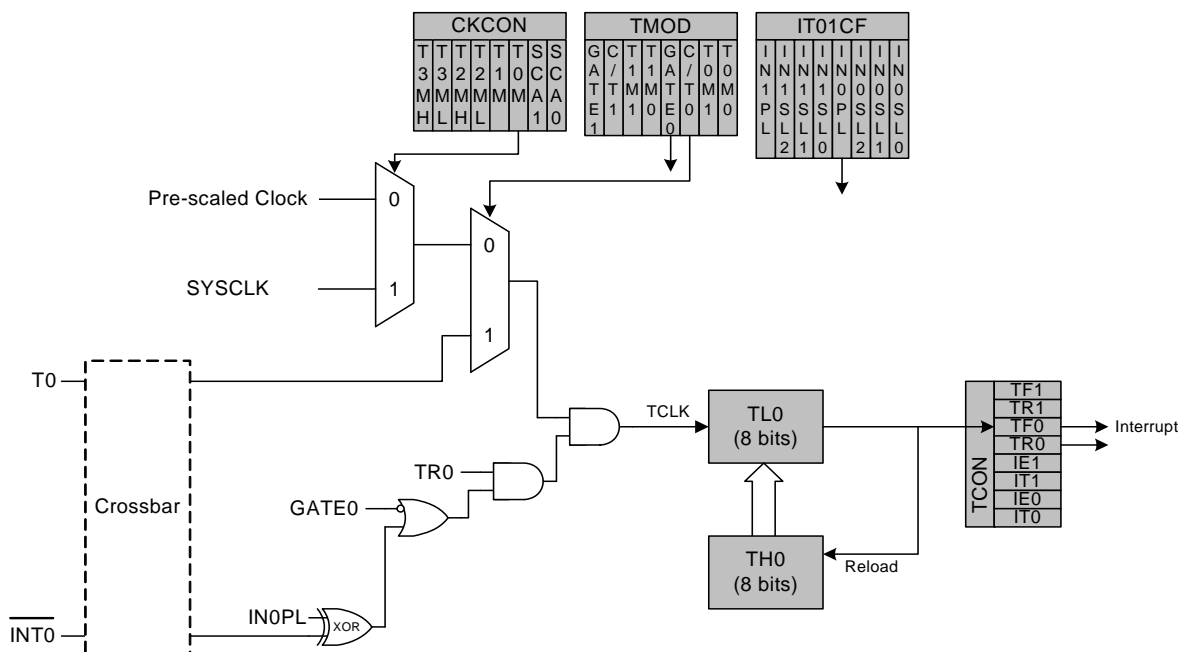 CKCON
TMOD
IT01CF
T3MH
T3ML
T2MH
T2ML
T1M
T0M
SCA1
SCA0
GATE1
C/T1
T1M1
T1M0
GATE0
C/T0
T0M1
T0M0
IN1PL
IN1SL2
IN1SL1
IN1SL0
IN0PL
IN0SL2
IN0SL1
IN0SL0
Pre-scaled Clock
0
0
SYSCLK
1
1
T0
TCLK
TL0
(8 bits)
TCON
TF1
TR1
TF0
TR0
IE1
IT1
IE0
IT0
Interrupt
TR0
GATE0
Crossbar
TH0
(8 bits)
Reload
IN0PL
XOR
INT0